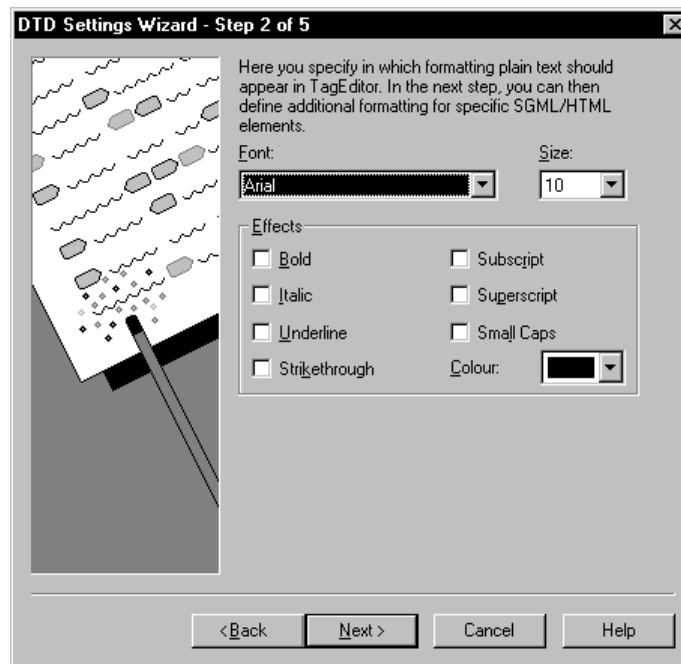 DTD Settings Wizard - Step 2 of 5
Here you specify in which formatting plain text should
appear in TagEditor. In the next step, you can then
define additional formatting for specific SGML/HTML
elements.
Font: Size:
Arial 10
Effects
Bold Subscript
Italic Superscript
Underline Small Caps
Strikethrough Colour:
< Back Next > Cancel Help